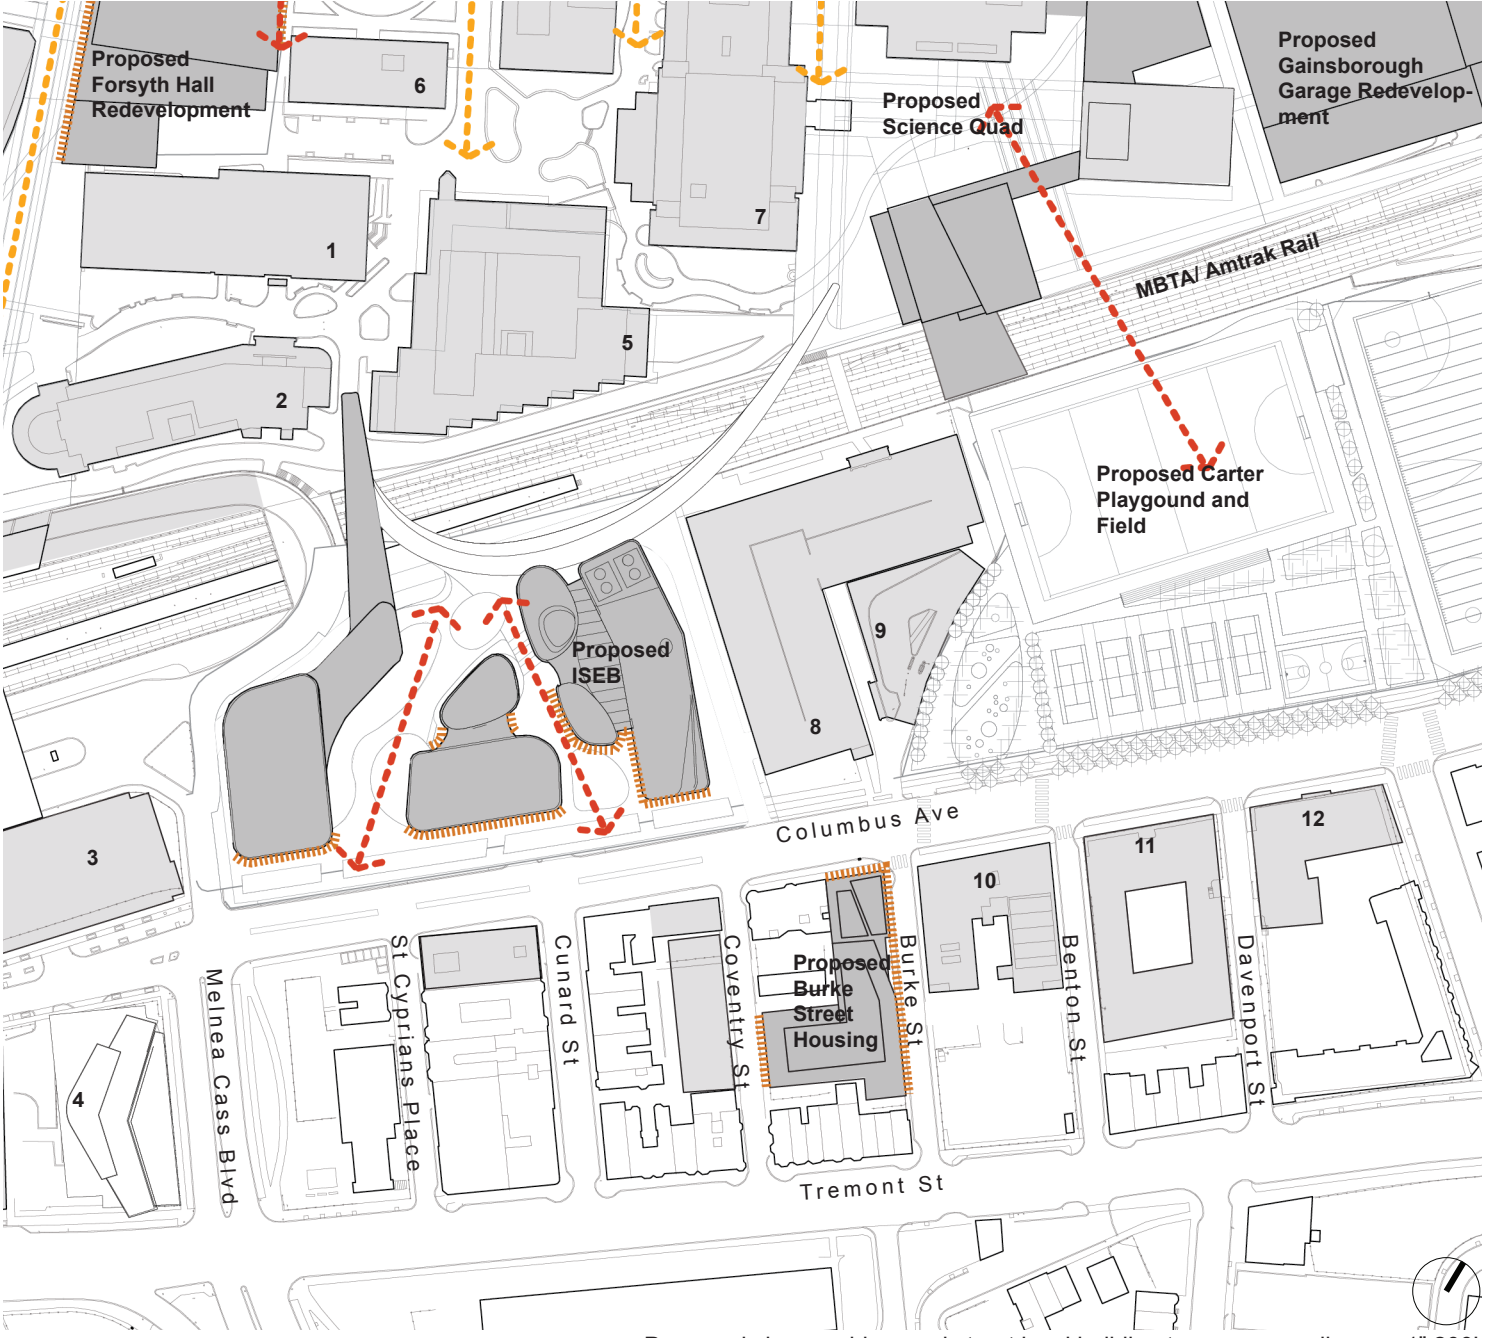 Proposed
Forsyth Hall
Redevelopment
6
Proposed
Science Quad
Proposed
Gainsborough
Garage Redevelop-
ment
7
1
MBTA/ Amtrak Rail
5
2
Proposed Carter
Playgound and
Field
9
Proposed
ISEB
8
Columbus Ave
12
11
3
10
St Cyprians Place
Cunard St
Coventry St
Proposed
Burke
Street
Housing
Burke St
Benton St
Davenport St
Melnea Cass Blvd
4
Tremont St